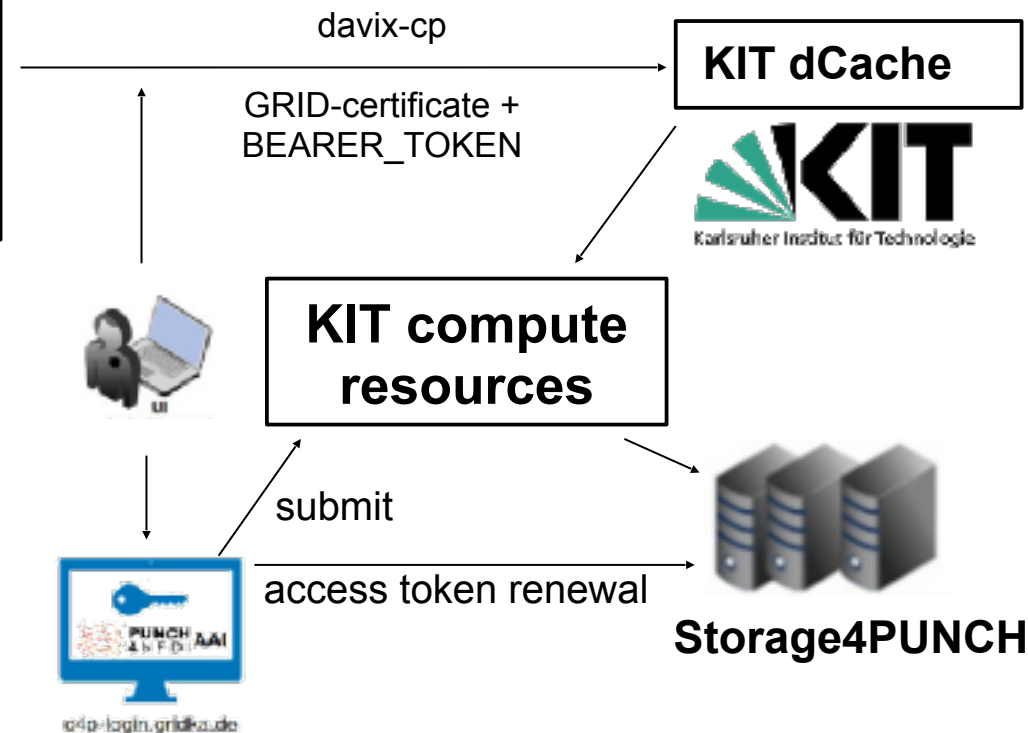 davix-cp
KIT dCache
GRID-certificate +
BEARER_TOKEN
KIT
Karlsruher Institut für Technologie
KIT compute
resources
UI
submit
access token renewal
PUNCH
AAI
Storage4PUNCH